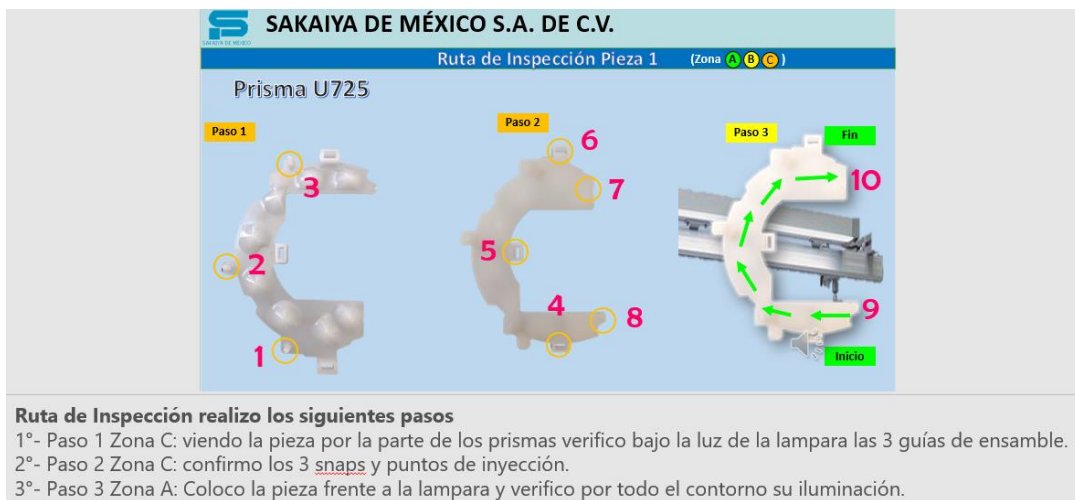 SAKAIYA DE MÉXICO S.A. DE C.V.
SAKAIYA DE MEXICO
Ruta de Inspección Pieza 1 (Zona A B C )
Prisma U725
Paso 1
Paso 2
Paso 3
Fin
3
2
1
6
7
5
4
8
10
9
Inicio
Ruta de Inspección realizo los siguientes pasos
1°- Paso 1 Zona C: viendo la pieza por la parte de los prismas verifico bajo la luz de la lampara las 3 guías de ensamble.
2°- Paso 2 Zona C: confirmo los 3 snaps y puntos de inyección.
3°- Paso 3 Zona A: Coloco la pieza frente a la lampara y verifico por todo el contorno su iluminación.